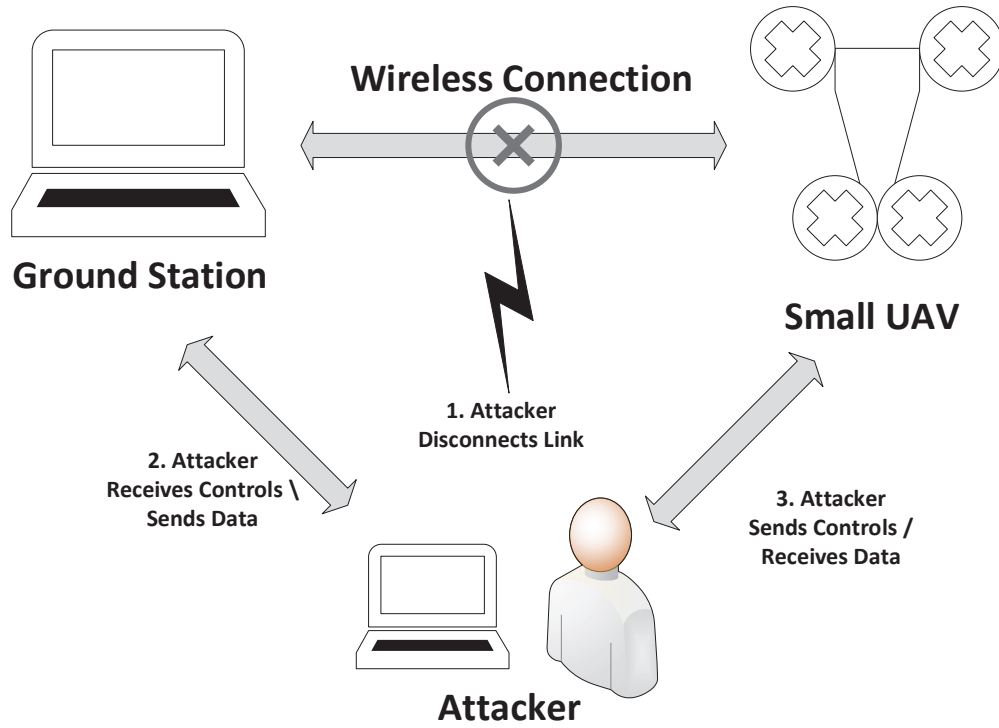 Wireless Connection
Ground Station
Small UAV
1. Attacker
Disconnects Link
2. Attacker
Receives Controls \
Sends Data
3. Attacker
Sends Controls /
Receives Data
Attacker